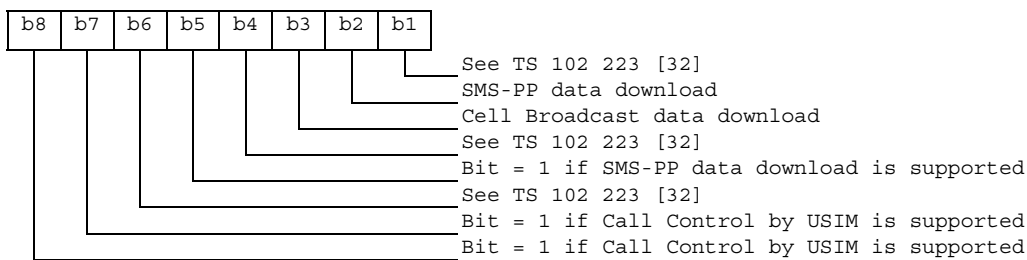 b8 b7 b6 b5 b4 b3 b2 b1
See TS 102 223 [32]
SMS-PP data download
Cell Broadcast data download
See TS 102 223 [32]
Bit = 1 if SMS-PP data download is supported
See TS 102 223 [32]
Bit = 1 if Call Control by USIM is supported
Bit = 1 if Call Control by USIM is supported